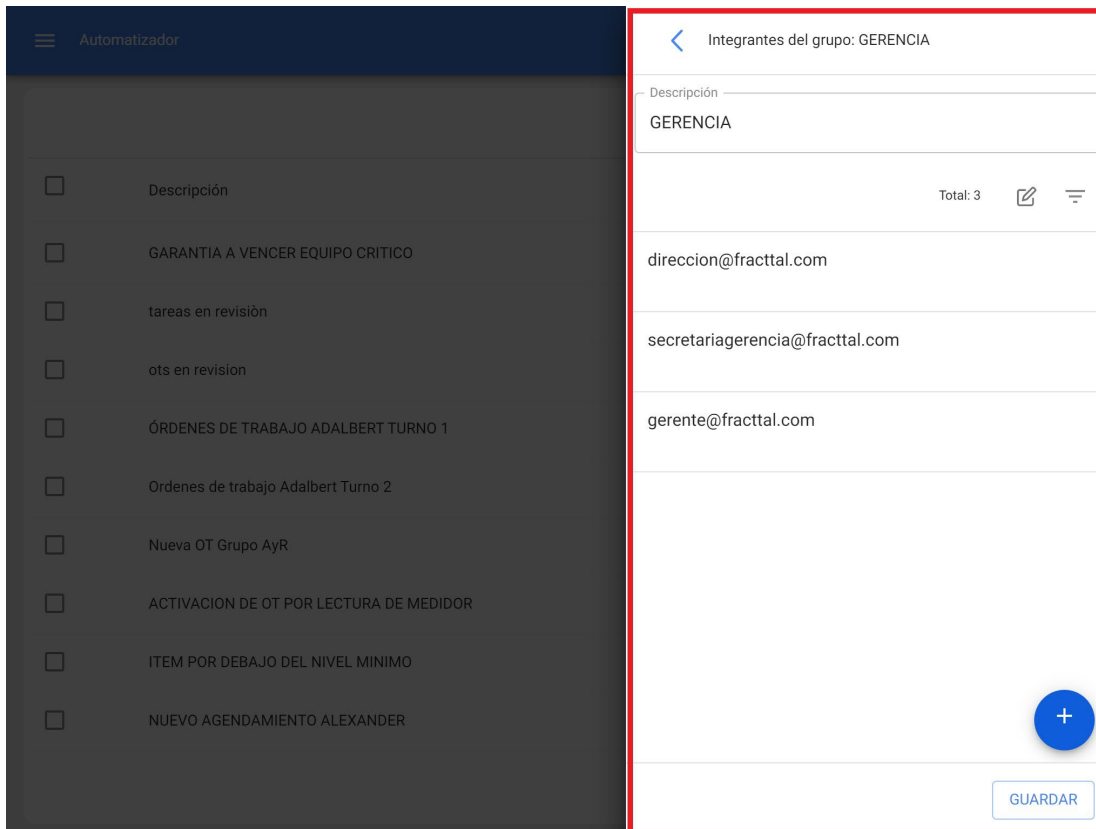 Automatizador
Descripción
GARANTIA A VENCER EQUIPO CRITICO
tareas en revisiòn
ots en revision
ÓRDENES DE TRABAJO ADALBERT TURNO 1
Ordenes de trabajo Adalbert Turno 2
Nueva OT Grupo AyR
ACTIVACION DE OT POR LECTURA DE MEDIDOR
ITEM POR DEBAJO DEL NIVEL MINIMO
NUEVO AGENDAMIENTO ALEXANDER
Integrantes del grupo: GERENCIA
Descripción
GERENCIA
Total: 3
direccion@fracttal.com
secretariagerencia@fracttal.com
gerente@fracttal.com
GUARDAR